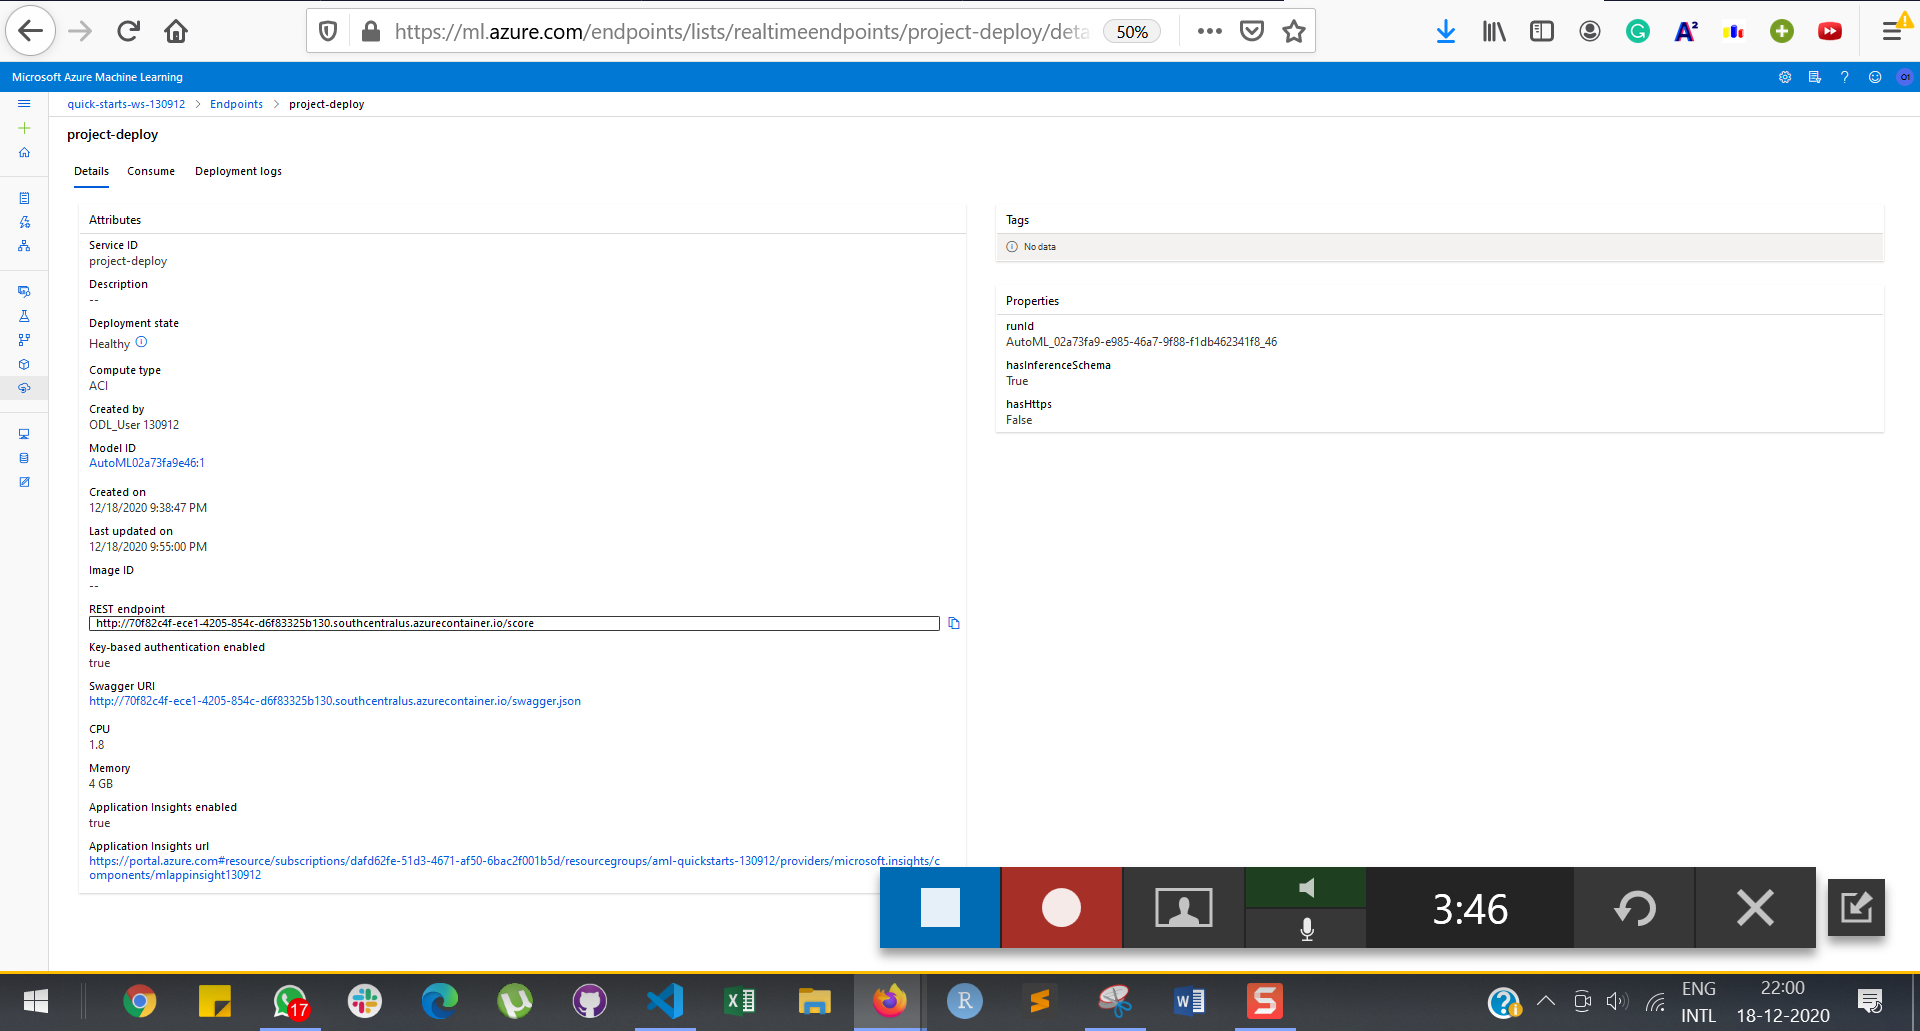 https://ml.azure.com/endpoints/lists/realtimeendpoints/project-deploy/deta
50%
Microsoft Azure Machine Learning
01
quick-starts-ws-130912 > Endpoints > project-deploy
project-deploy
Details Consume Deployment logs
Attributes
Service ID
project-deploy
Description
--
Deployment state
Healthy
Compute type
ACI
Created by
ODL_User 130912
Model ID
AutoML02a73fa9e46:1
Created on
12/18/2020 9:38:47 PM
Last updated on
12/18/2020 9:55:00 PM
Image ID
--
REST endpoint
http://70f82c4f-ece1-4205-854c-d6f83325b130.southcentralus.azurecontainer.io/score
Key-based authentication enabled
true
Swagger URI
http://70f82c4f-ece1-4205-854c-d6f83325b130.southcentralus.azurecontainer.io/swagger.json
CPU
1.8
Memory
4 GB
Application Insights enabled
true
Application Insights url
https://portal.azure.com#resource/subscriptions/dafd62fe-51d3-4671-af50-6bac2f001b5d/resourcegroups/aml-quickstarts-130912/providers/microsoft.insights/c
omponents/mlappinsight130912
Tags
No data
Properties
runId
AutoML_02a73fa9-e985-46a7-9f88-f1db462341f8_46
hasInferenceSchema
True
hasHttps
False
3:46
17
ENG
INTL
22:00
18-12-2020